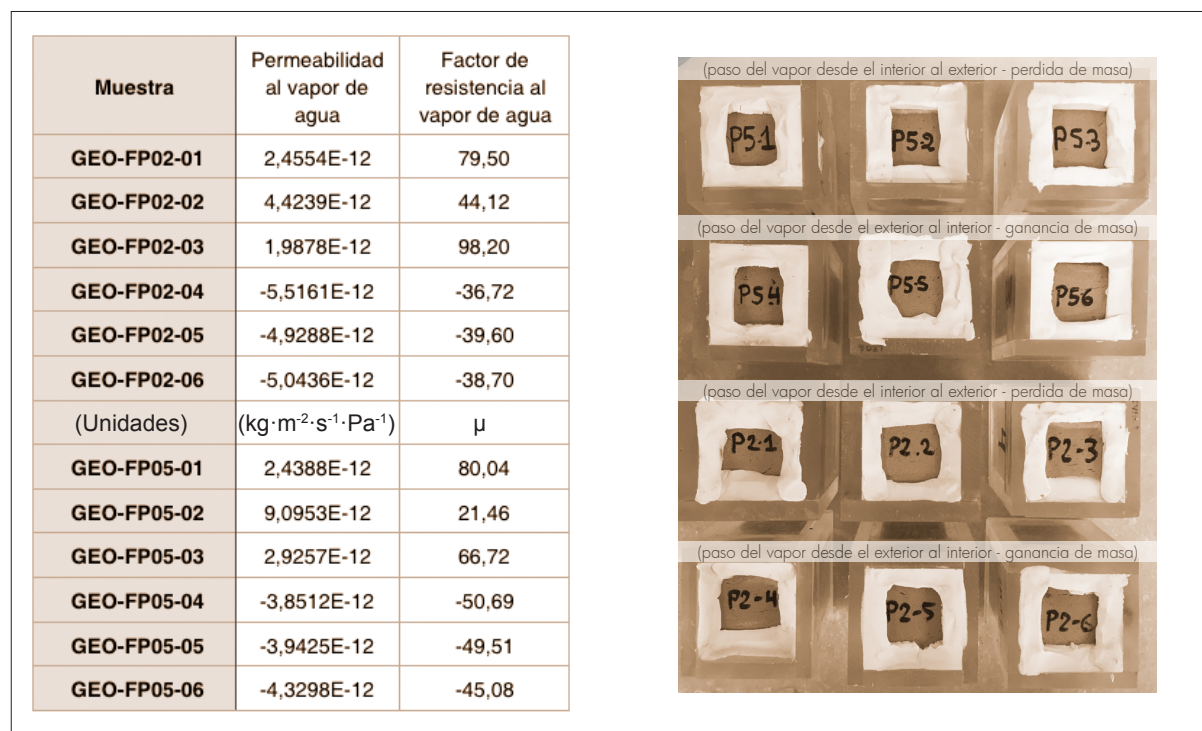 Muestra
Permeabilidad
al vapor de
agua
Factor de
resistencia al
vapor de agua
GEO-FP02-01 2,4554E-12 79,50
GEO-FP02-02 4,4239E-12 44,12
GEO-FP02-03 1,9878E-12 98,20
GEO-FP02-04 -5,5161E-12 -36,72
GEO-FP02-05 -4,9288E-12 -39,60
GEO-FP02-06 -5,0436E-12 -38,70
(Unidades) (kg·m⁻²·s⁻¹·Pa⁻¹) μ
GEO-FP05-01 2,4388E-12 80,04
GEO-FP05-02 9,0953E-12 21,46
GEO-FP05-03 2,9257E-12 66,72
GEO-FP05-04 -3,8512E-12 -50,69
GEO-FP05-05 -3,9425E-12 -49,51
GEO-FP05-06 -4,3298E-12 -45,08
(paso del vapor desde el interior al exterior - perdida de masa)
P5-1 P5-2 P5-3
(paso del vapor desde el exterior al interior - ganancia de masa)
P5-4 P5-5 P56
(paso del vapor desde el interior al exterior - perdida de masa)
P2-1 P2.2 P2-3
(paso del vapor desde el exterior al interior - ganancia de masa)
P2-4 P2-5 P2-6